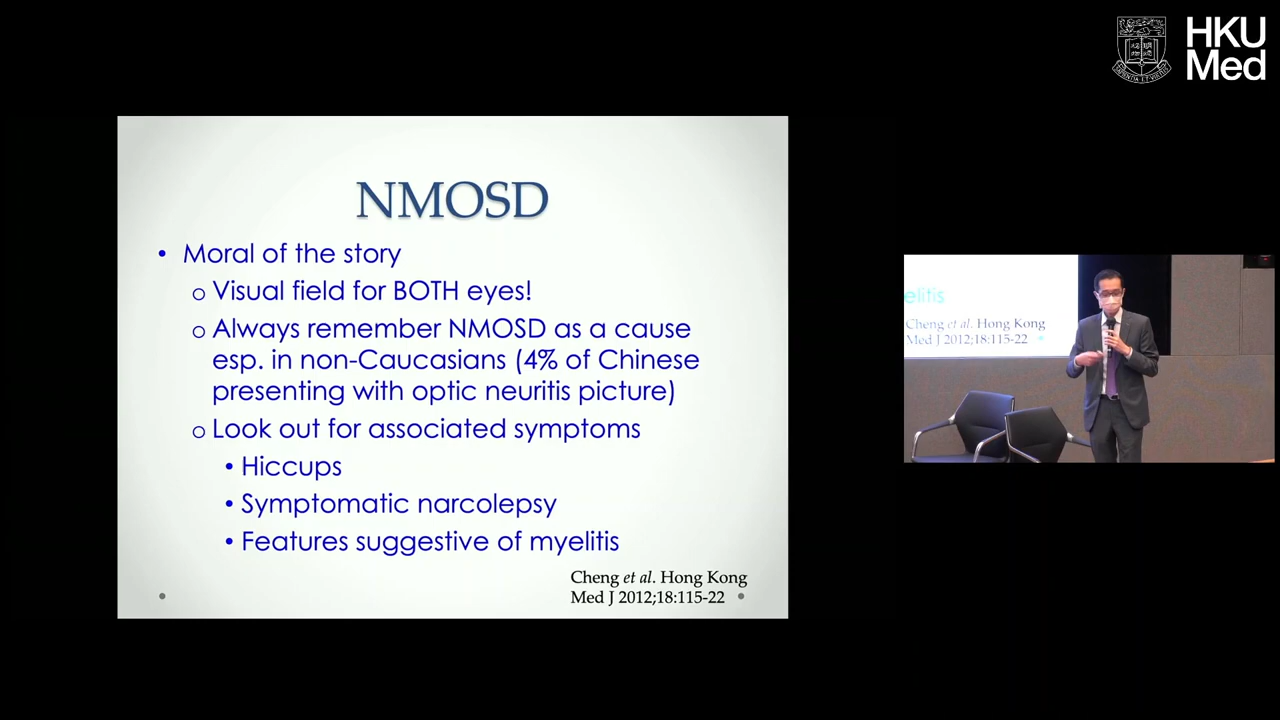 HKU
Med
NMOSD
• Moral of the story
o Visual field for BOTH eyes!
o Always remember NMOSD as a cause
esp. in non-Caucasians (4% of Chinese
presenting with optic neuritis picture)
o Look out for associated symptoms
• Hiccups
• Symptomatic narcolepsy
• Features suggestive of myelitis
Cheng et al. Hong Kong
Med J 2012;18:115-22
elitis
Cheng et al. Hong Kong
Med J 2012;18:115-22